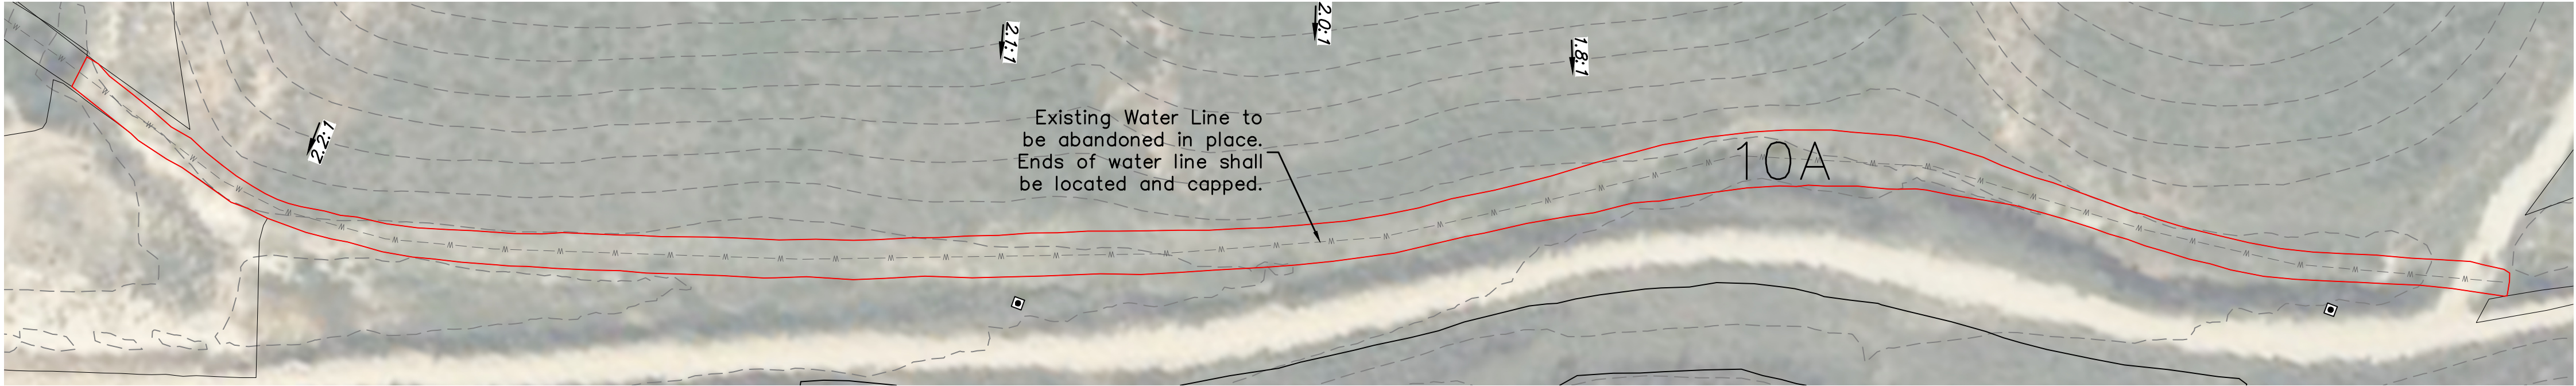 2.1:1
2.0:1
1.8:1
2.2:1
Existing Water Line to
be abandoned in place.
Ends of water line shall
be located and capped.
10A
W W W W W W W W W W W W W W W W W W W W W W W W W W W W W W W W W W W W W W W W W W W W W W W